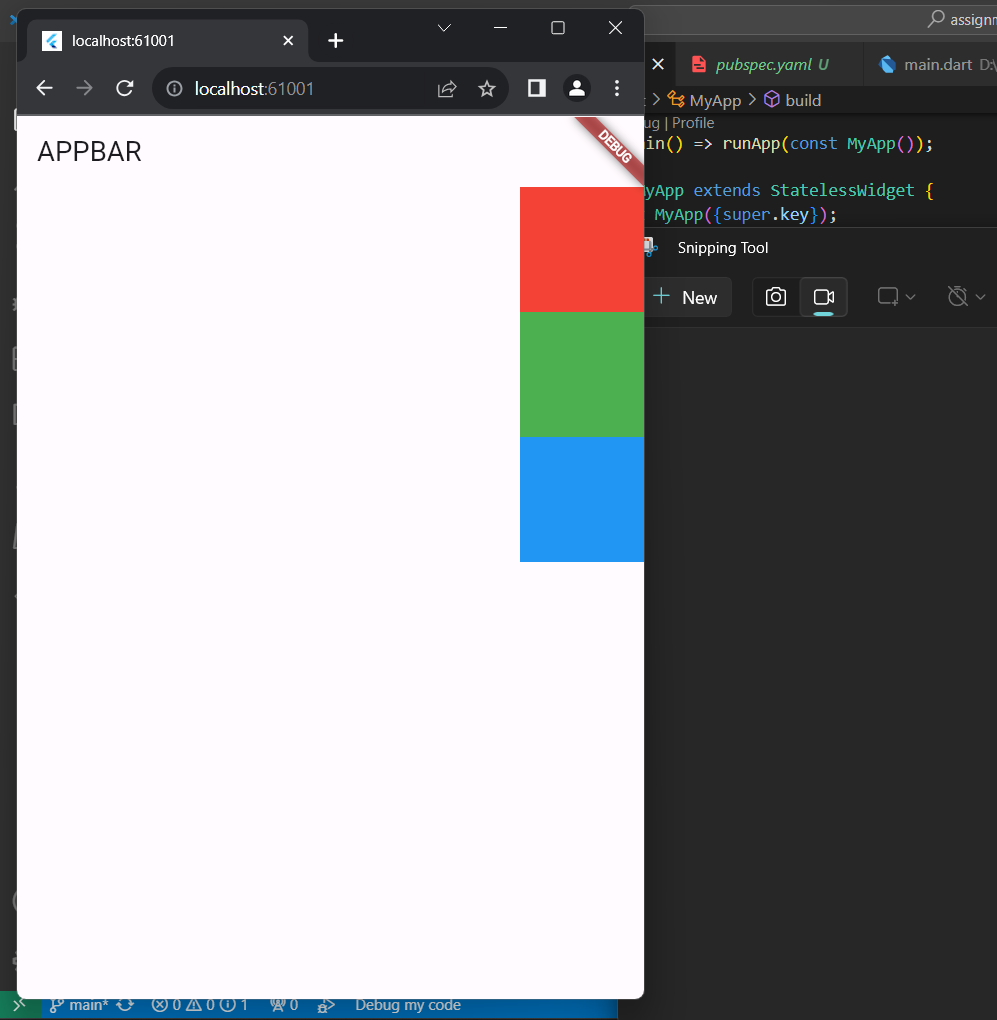 localhost:61001
assignm
localhost:61001
pubspec.yaml U
main.dart D:\
MyApp > build
APPBAR
DEBUG
ug | Profile
in() => runApp(const MyApp());
yApp extends StatelessWidget {
MyApp({super.key});
Snipping Tool
New
main* 0 0 1 0 Debug my code